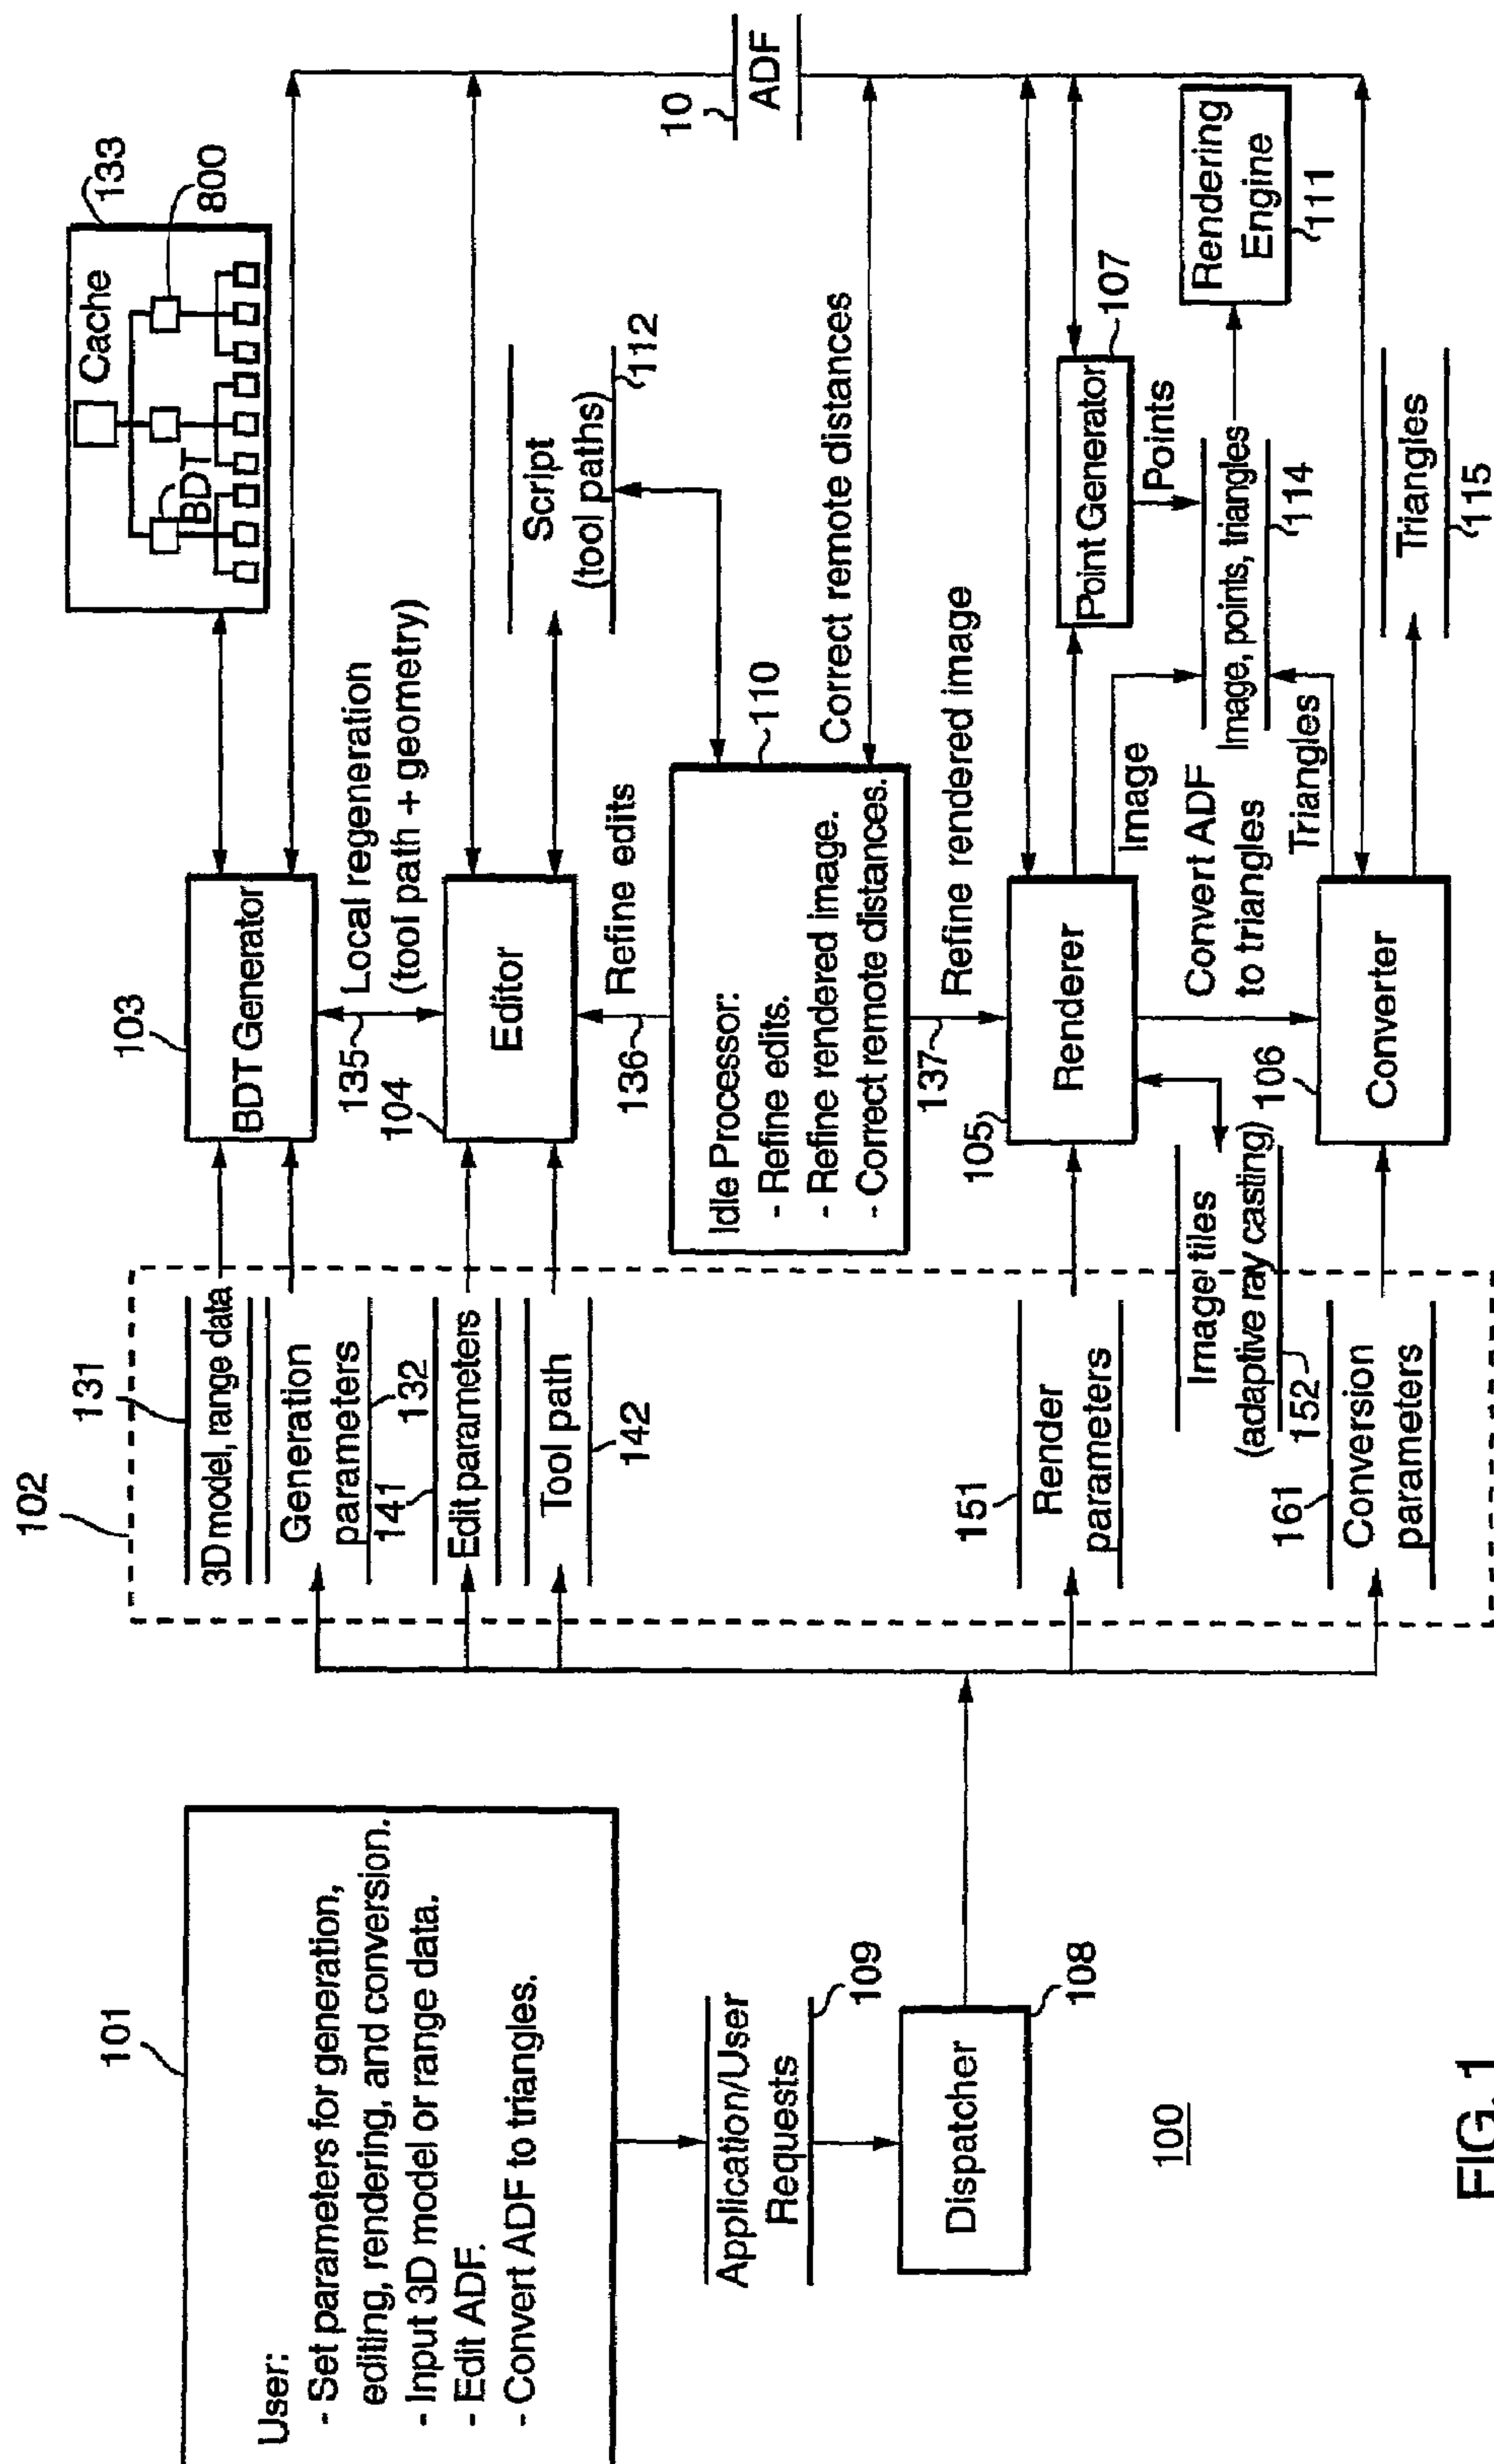 101
User:
- Set parameters for generation,
editing, rendering, and conversion.
- Input 3D model or range data.
- Edit ADF.
- Convert ADF to triangles.
Application/User
Requests
109
Dispatcher
108
100
102
131
3D model, range data
Generation
parameters
132
141
Edit parameters
Tool path
142
151
Render
parameters
Image tiles
(adaptive ray casting)
152
161
Conversion
parameters
103
BDT Generator
135
Local regeneration
(tool path + geometry)
104
Editor
136
Refine edits
Idle Processor:
- Refine edits.
- Refine rendered image.
- Correct remote distances.
110
137
Refine rendered image
105
Renderer
Image
Convert ADF
to triangles
106
Converter
Triangles
Cache
BDT
133
800
Script
(tool paths)
112
Correct remote distances
10
ADF
Point Generator
107
Points
Image, points, triangles
114
Rendering
Engine
111
Triangles
115
FIG. 1